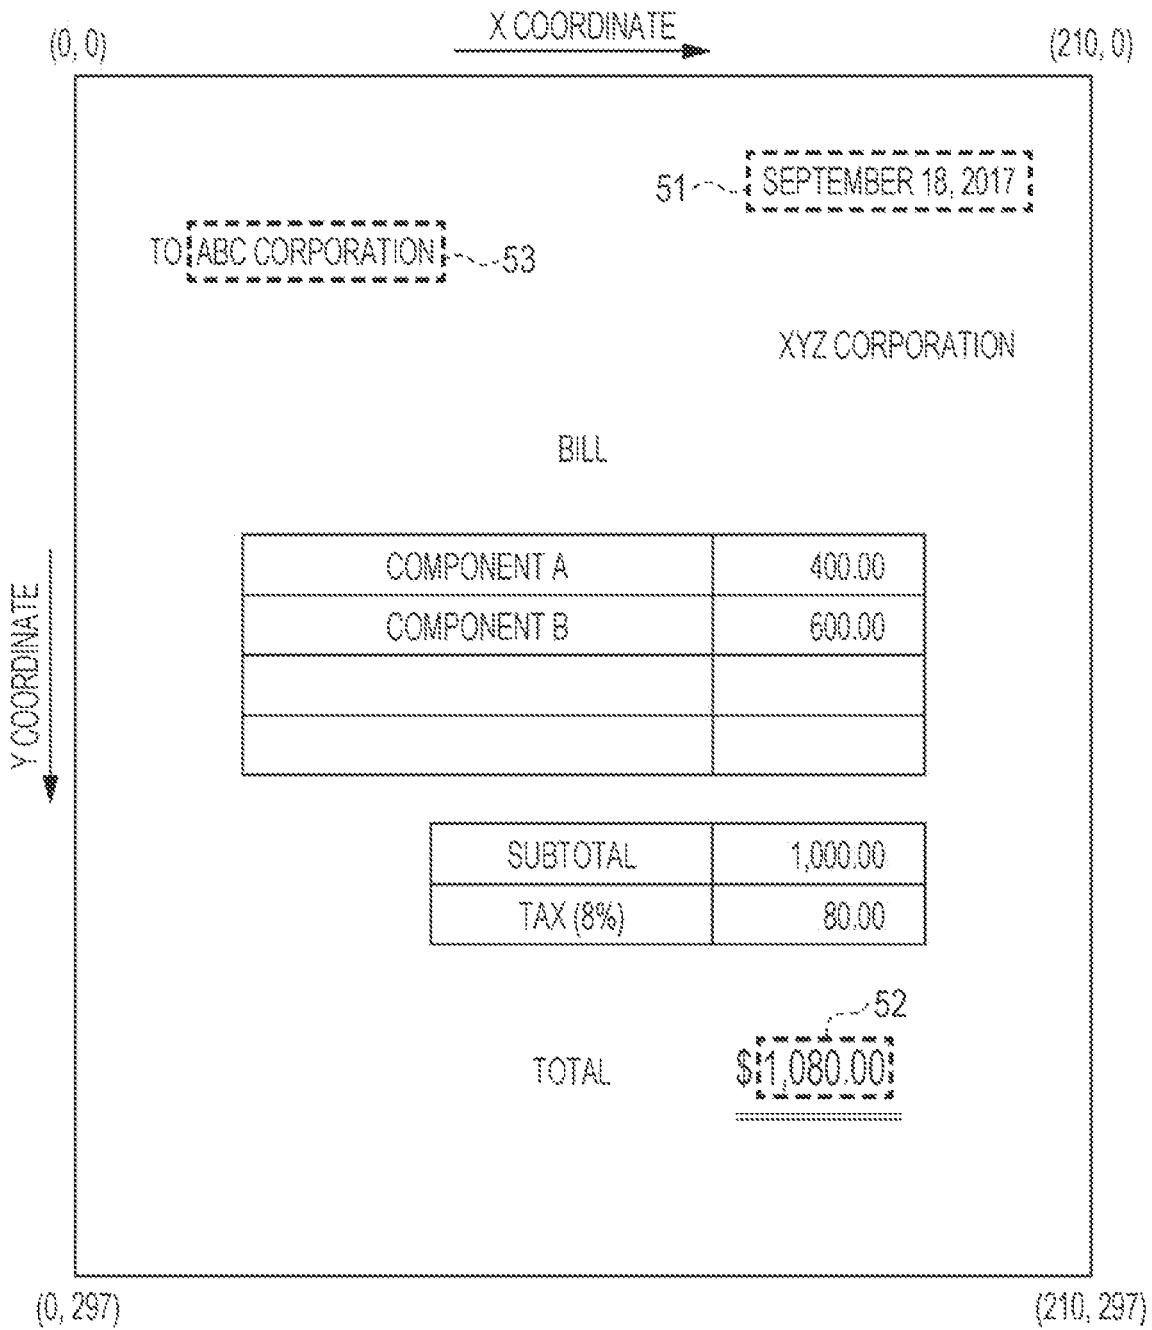 X COORDINATE
(0, 0) (210, 0)
51 SEPTEMBER 18, 2017
TO ABC CORPORATION 53
XYZ CORPORATION
BILL
Y COORDINATE
COMPONENT A 400.00
COMPONENT B 600.00
SUBTOTAL 1,000.00
TAX (8%) 80.00
52
TOTAL $1,080.00
(0, 297) (210, 297)